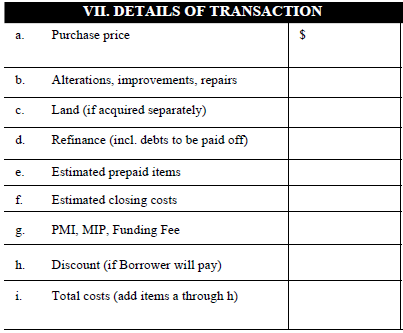 VII. DETAILS OF TRANSACTION
a. Purchase price $
b. Alterations, improvements, repairs
c. Land (if acquired separately)
d. Refinance (incl. debts to be paid off)
e. Estimated prepaid items
f. Estimated closing costs
g. PMI, MIP, Funding Fee
h. Discount (if Borrower will pay)
i. Total costs (add items a through h)